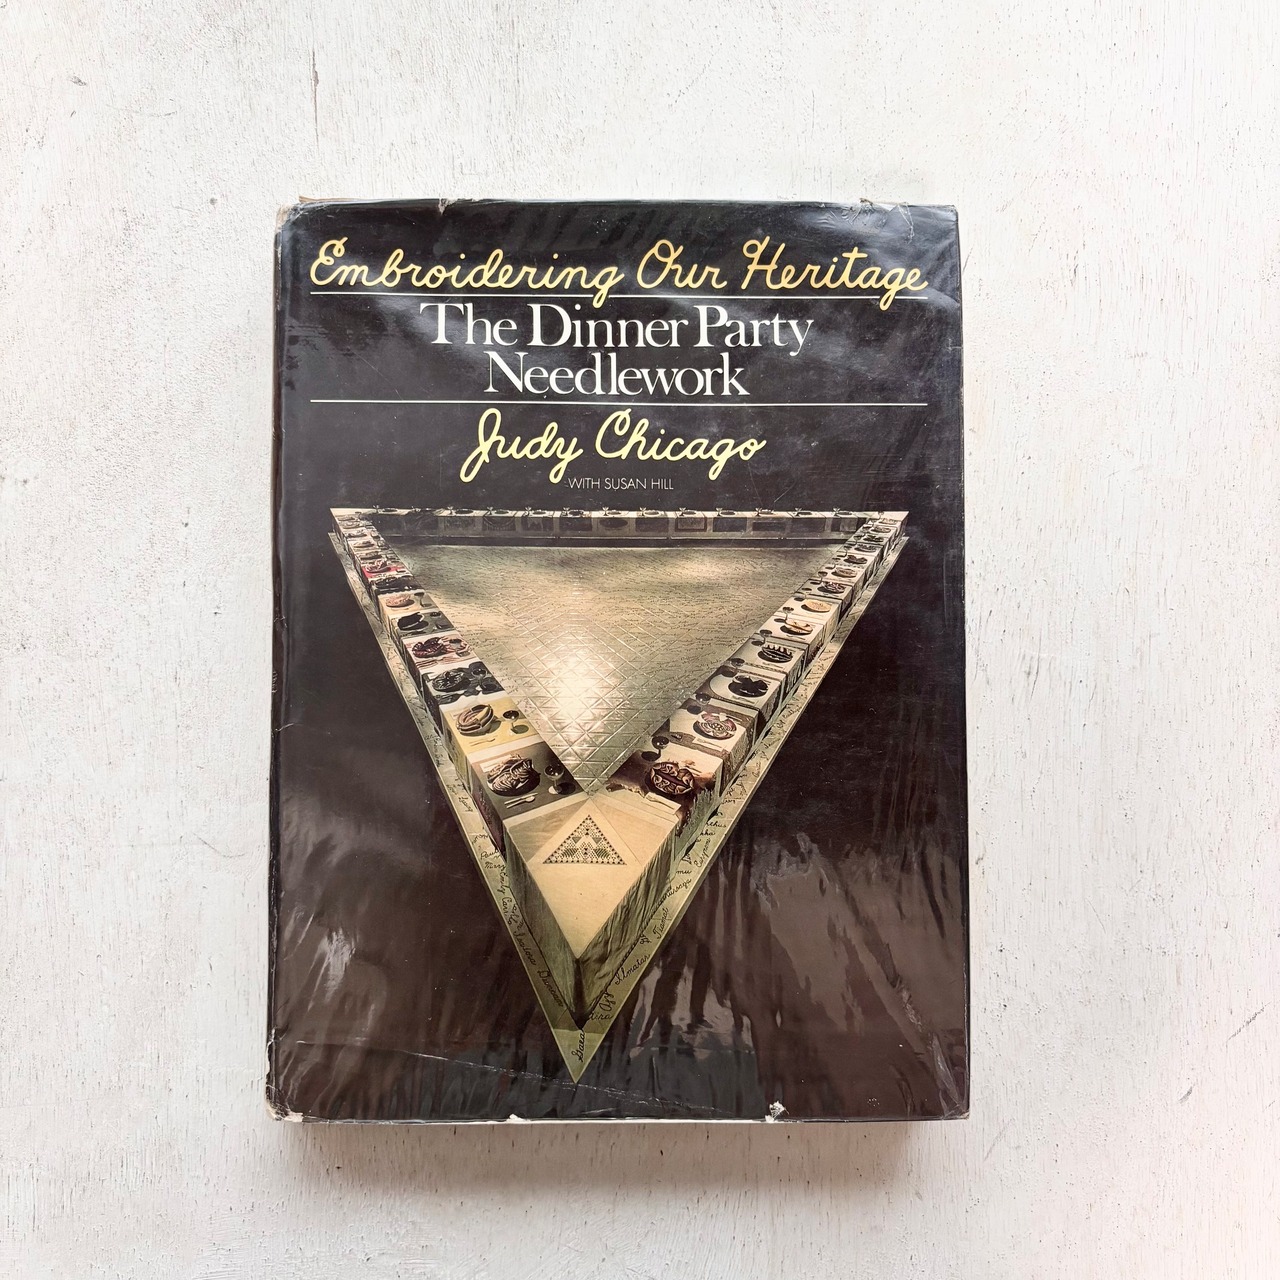 Embroidering Our Heritage
The Dinner Party
Needlework
Judy Chicago
WITH SUSAN HILL